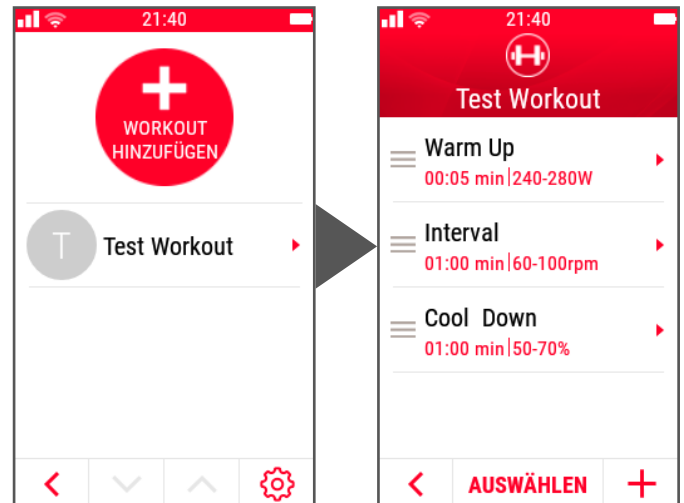 21:40
WORKOUT
HINZUFÜGEN
T
Test Workout
21:40
Test Workout
Warm Up
00:05 min|240-280W
Interval
01:00 min|60-100rpm
Cool Down
01:00 min|50-70%
AUSWÄHLEN